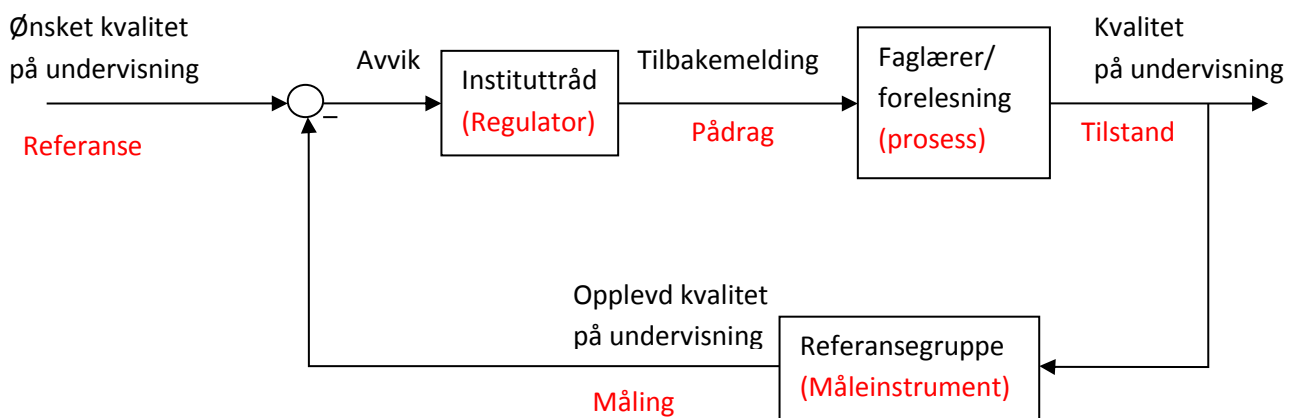 Ønsket kvalitet
på undervisning
Referanse
–
Avvik
Instituttråd
(Regulator)
Tilbakemelding
Pådrag
Faglærer/
forelesning
(prosess)
Kvalitet
på undervisning
Tilstand
Opplevd kvalitet
på undervisning
Måling
Referansegruppe
(Måleinstrument)